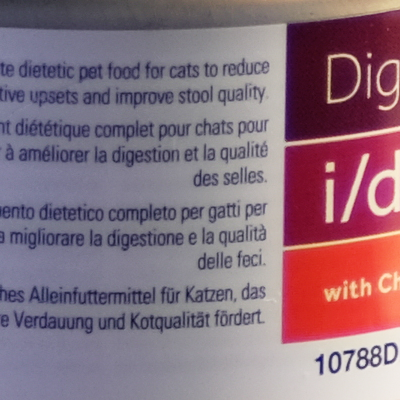 te dietetic pet food for cats to reduce
tive upsets and improve stool quality.
nt diététique complet pour chats pour
r à améliorer la digestion et la qualité
des selles.
ento dietetico completo per gatti per
a migliorare la digestione e la qualità
delle feci.
hes Alleinfuttermittel für Katzen, das
e Verdauung und Kotqualität fördert.
Dig
i/d
with Ch
10788D